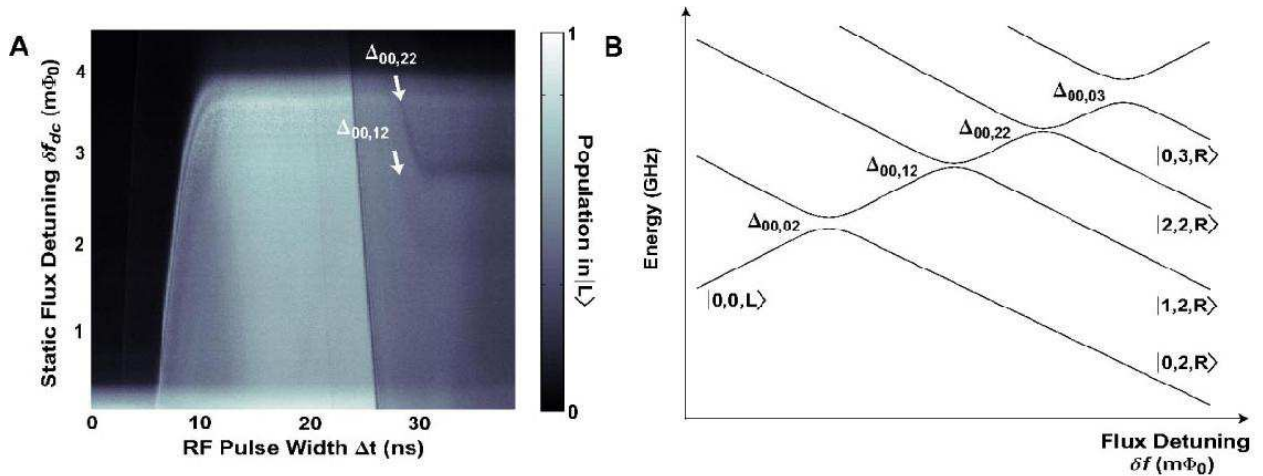 A
Static Flux Detuning δf_dc (mΦ₀)
4
3
2
1
0
10
20
30
RF Pulse Width Δt (ns)
Δ00,22
Δ00,12
1
0
Population in |L⟩
B
Energy (GHz)
Δ00,03
Δ00,22
Δ00,12
Δ00,02
|0,0,L⟩
|0,3,R⟩
|2,2,R⟩
|1,2,R⟩
|0,2,R⟩
Flux Detuning
δf (mΦ₀)